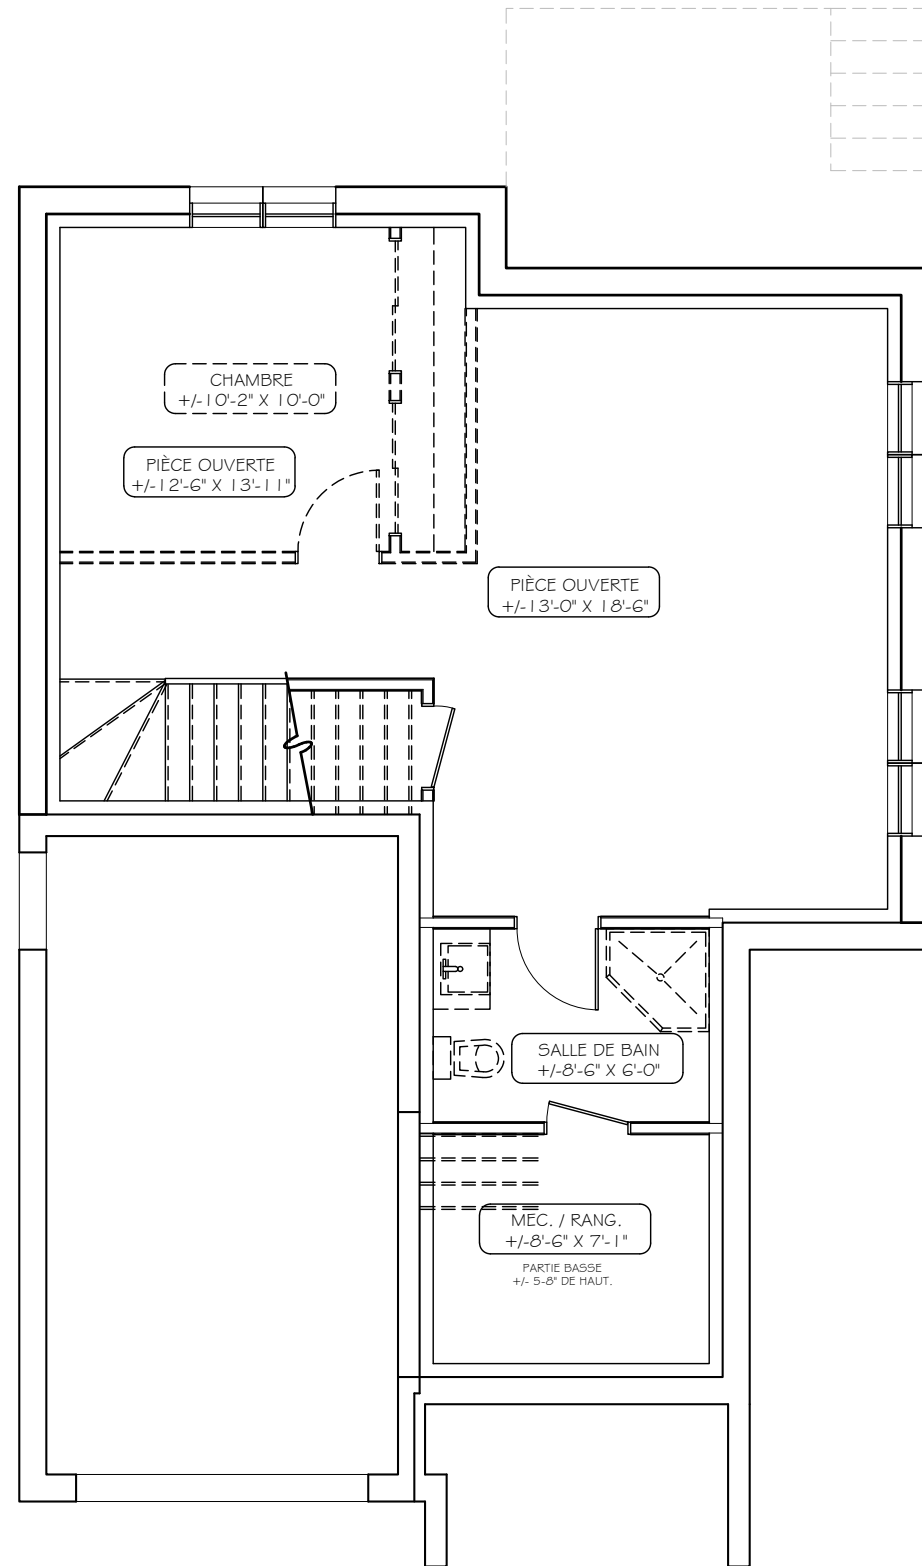 CHAMBRE
+/-10'-2" X 10'-0"
PIÈCE OUVERTE
+/-12'-6" X 13'-11"
PIÈCE OUVERTE
+/-13'-0" X 18'-6"
SALLE DE BAIN
+/-8'-6" X 6'-0"
MEC. / RANG.
+/-8'-6" X 7'-1"
PARTIE BASSE
+/- 5-8" DE HAUT.